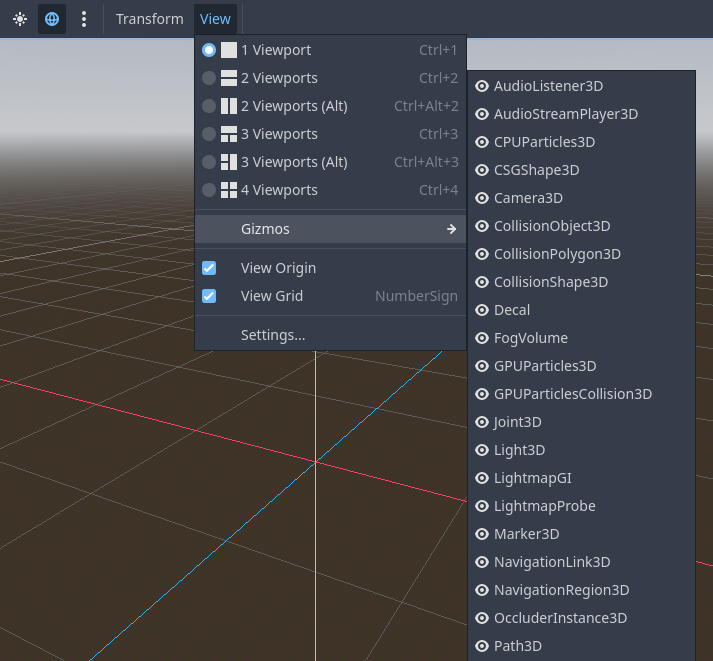 Transform View
1 Viewport Ctrl+1
2 Viewports Ctrl+2
2 Viewports (Alt) Ctrl+Alt+2
3 Viewports Ctrl+3
3 Viewports (Alt) Ctrl+Alt+3
4 Viewports Ctrl+4
Gizmos
View Origin
View Grid NumberSign
Settings...
AudioListener3D
AudioStreamPlayer3D
CPUParticles3D
CSGShape3D
Camera3D
CollisionObject3D
CollisionPolygon3D
CollisionShape3D
Decal
FogVolume
GPUParticles3D
GPUParticlesCollision3D
Joint3D
Light3D
LightmapGI
LightmapProbe
Marker3D
NavigationLink3D
NavigationRegion3D
OccluderInstance3D
Path3D